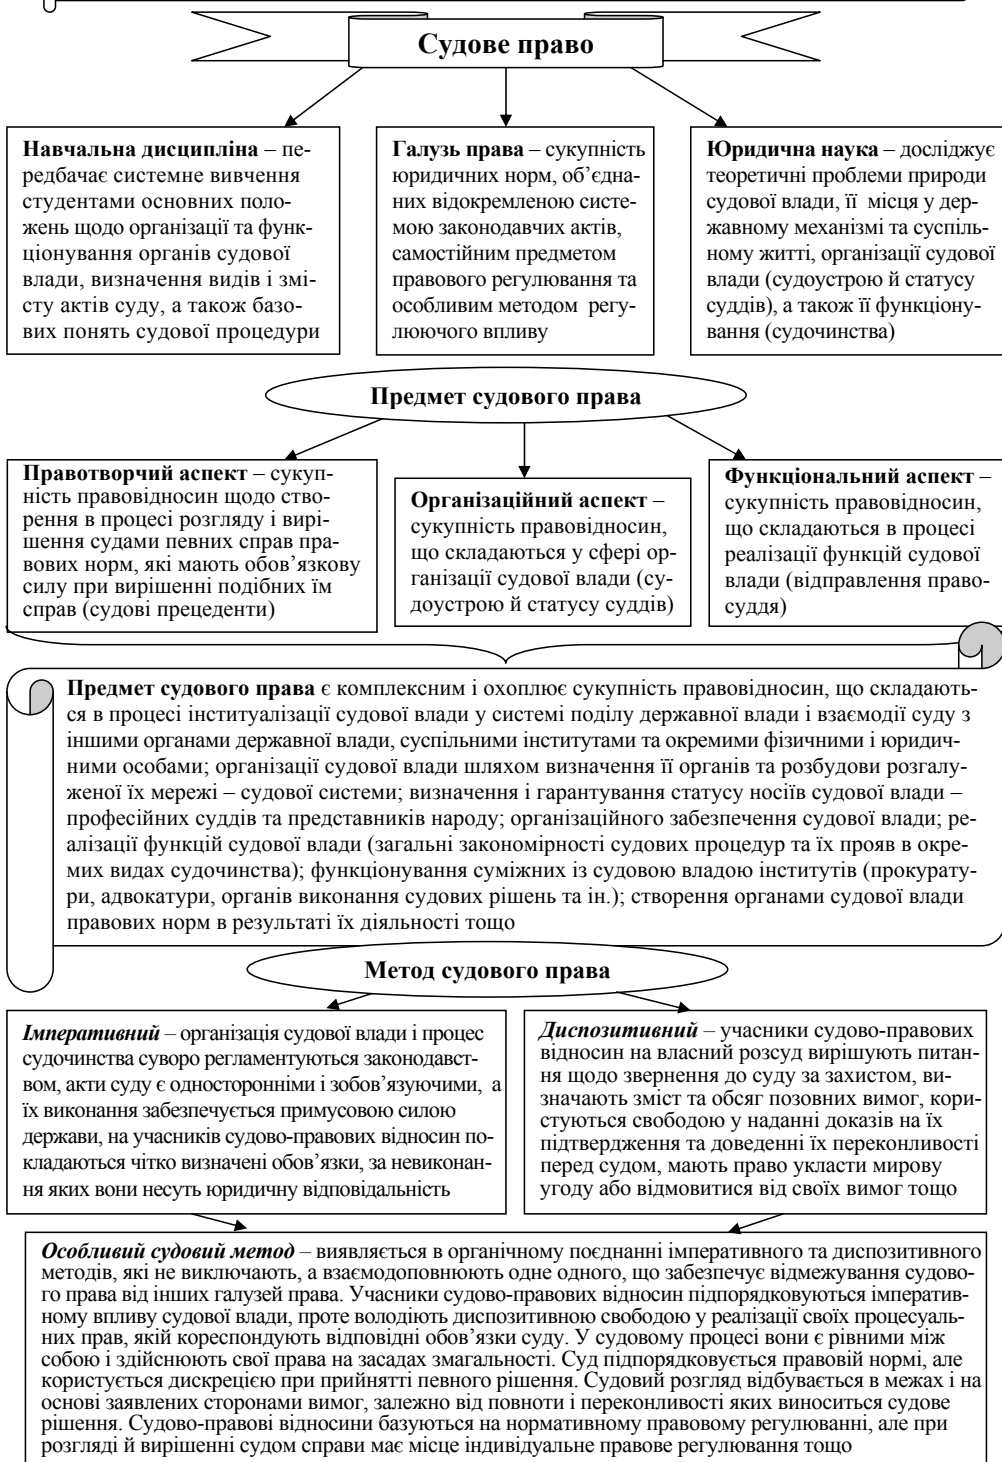 Судове право
Навчальна дисципліна – пе-
редбачає системне вивчення
студентами основних поло-
жень щодо організації та функ-
ціонування органів судової
влади, визначення видів і змі-
сту актів суду, а також базо-
вих понять судової процедури
Галузь права – сукупність
юридичних норм, об’єдна-
них відокремленою систе-
мою законодавчих актів,
самостійним предметом
правового регулювання та
особливим методом регу-
люючого впливу
Юридична наука – досліджує
теоретичні проблеми природи
судової влади, її місця у дер-
жавному механізмі та суспіль-
ному житті, організації судової
влади (судоустрою й статусу
суддів), а також її функціону-
вання (судочинства)
Предмет судового права
Правотворчий аспект – сукуп-
ність правовідносин щодо ство-
рення в процесі розгляду і вирі-
шення судами певних справ пра-
вових норм, які мають обов’язкову
силу при вирішенні подібних їм
справ (судові прецеденти)
Організаційний аспект –
сукупність правовідносин,
що складаються у сфері ор-
ганізації судової влади (су-
доустрою й статусу суддів)
Функціональний аспект –
сукупність правовідносин,
що складаються в процесі
реалізації функцій судової
влади (відправлення право-
суддя)
Предмет судового права є комплексним і охоплює сукупність правовідносин, що складають-
ся в процесі інституалізації судової влади у системі поділу державної влади і взаємодії суду з
іншими органами державної влади, суспільними інститутами та окремими фізичними і юридич-
ними особами; організації судової влади шляхом визначення її органів та розбудови розгалу-
женої їх мережі – судової системи; визначення і гарантування статусу носіїв судової влади –
професійних суддів та представників народу; організаційного забезпечення судової влади; ре-
алізації функцій судової влади (загальні закономірності судових процедур та їх прояв в окре-
мих видах судочинства); функціонування суміжних із судовою владою інститутів (прокурату-
ри, адвокатури, органів виконання судових рішень та ін.); створення органами судової влади
правових норм в результаті їх діяльності тощо
Метод судового права
Імперативний – організація судової влади і процес
судочинства суворо регламентуються законодавст-
вом, акти суду є односторонніми і зобов’язуючими, а
їх виконання забезпечується примусовою силою
держави, на учасників судово-правових відносин по-
кладаються чітко визначені обов’язки, за невиконан-
ня яких вони несуть юридичну відповідальність
Диспозитивний – учасники судово-правових
відносин на власний розсуд вирішують питан-
ня щодо звернення до суду за захистом, ви-
значають зміст та обсяг позовних вимог, кори-
стуються свободою у наданні доказів на їх
підтвердження та доведенні їх переконливості
перед судом, мають право укласти мирову
угоду або відмовитися від своїх вимог тощо
Особливий судовий метод – виявляється в органічному поєднанні імперативного та диспозитивного
методів, які не виключають, а взаємодоповнюють одне одного, що забезпечує відмежування судово-
го права від інших галузей права. Учасники судово-правових відносин підпорядковуються імператив-
ному впливу судової влади, проте володіють диспозитивною свободою у реалізації своїх процесуаль-
них прав, якій кореспондують відповідні обов’язки суду. У судовому процесі вони є рівними між
собою і здійснюють свої права на засадах змагальності. Суд підпорядковується правовій нормі, але
користується дискрецією при прийнятті певного рішення. Судовий розгляд відбувається в межах і на
основі заявлених сторонами вимог, залежно від повноти і переконливості яких виноситься судове
рішення. Судово-правові відносини базуються на нормативному правовому регулюванні, але при
розгляді й вирішенні судом справи має місце індивідуальне правове регулювання тощо